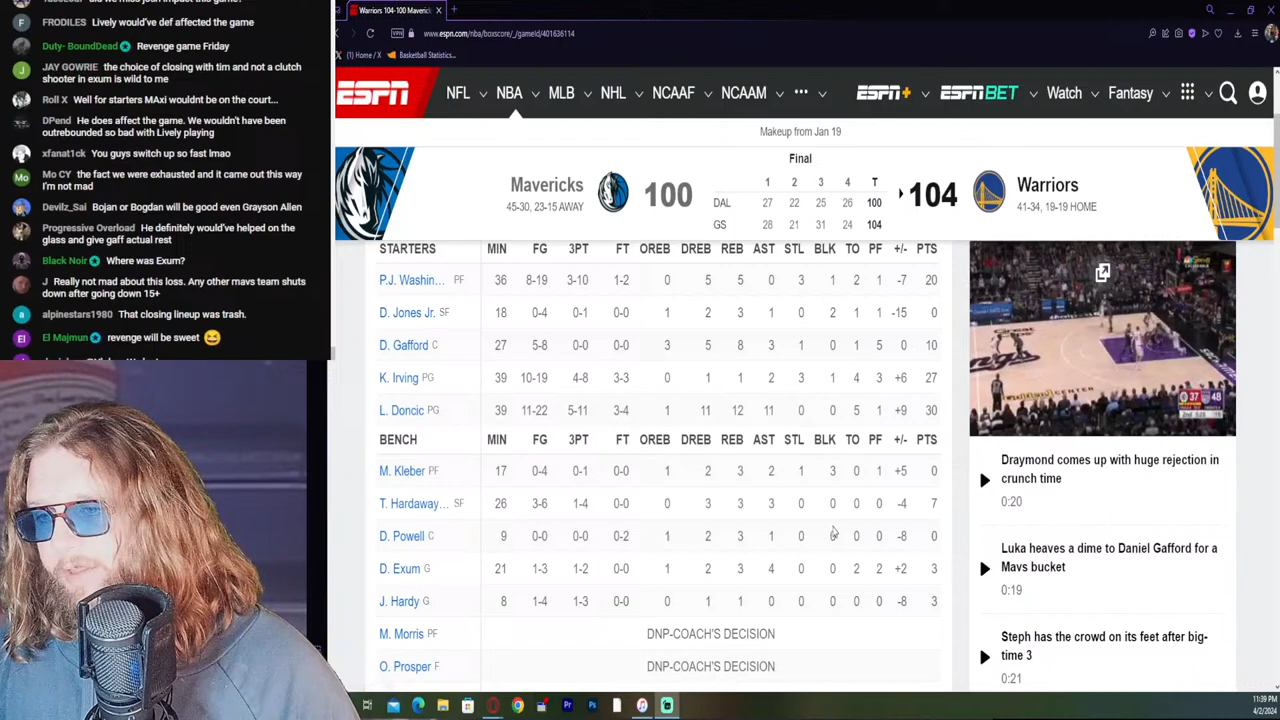 FRODLES Lively would've def affected the game
Duty- BoundDead Revenge game Friday
JAY GOWRIE the choice of closing with tim and not a clutch
shooter in exum is wild to me
Roll X Well for starters MAxi wouldnt be on the court...
DPend He does affect the game. We wouldn't have been
outrebounded so bad with Lively playing
xfanat1ck You guys switch up so fast lmao
Mo CY the fact we were exhausted and it came out this way
I'm not mad
Devilz_Sai Bojan or Bogdan will be good even Grayson Allen
Progressive Overload He definitely would've helped on the
glass and give gaff actual rest
Black Noir Where was Exum?
J. Really not mad about this loss. Any other mavs team shuts
down after going down 15+
alpinestars1980 That closing lineup was trash.
El Majmun revenge will be sweet
Warriors 104-100 Maverick
VPN www.espn.com/nba/boxscore/_/gameId/401636114
(1) Home / X Basketball Statistics...
ESPN NFL NBA MLB NHL NCAAF NCAAM ••• ESPN+ ESPN BET Watch Fantasy
Makeup from Jan 19
Mavericks
45-30, 23-15 AWAY
100
Final
1 2 3 4 T
DAL 27 22 25 26 100
GS 28 21 31 24 104
104
Warriors
41-34, 19-19 HOME
STARTERS MIN FG 3PT FT OREB DREB REB AST STL BLK TO PF +/- PTS
P.J. Washin... PF 36 8-19 3-10 1-2 0 5 5 0 3 1 2 1 -7 20
D. Jones Jr. SF 18 0-4 0-1 0-0 1 2 3 1 0 2 1 1 -15 0
D. Gafford C 27 5-8 0-0 0-0 3 5 8 3 1 0 1 5 0 10
K. Irving PG 39 10-19 4-8 3-3 0 1 1 2 3 1 4 3 +6 27
L. Doncic PG 39 11-22 5-11 3-4 1 11 12 11 0 0 5 1 +9 30
BENCH MIN FG 3PT FT OREB DREB REB AST STL BLK TO PF +/- PTS
M. Kleber PF 17 0-4 0-1 0-0 1 2 3 2 1 3 0 1 +5 0
T. Hardaway... SF 26 3-6 1-4 0-0 0 3 3 3 0 0 0 0 -4 7
D. Powell C 9 0-0 0-0 0-2 1 2 3 1 0 0 0 0 -8 0
D. Exum G 21 1-3 1-2 0-0 1 2 3 4 0 0 2 2 +2 3
J. Hardy G 8 1-4 1-3 0-0 0 1 1 0 0 0 0 0 -8 3
M. Morris PF DNP-COACH'S DECISION
O. Prosper F DNP-COACH'S DECISION
37
48
Draymond comes up with huge rejection in
crunch time
0:20
Luka heaves a dime to Daniel Gafford for a
Mavs bucket
0:19
Steph has the crowd on its feet after big-
time 3
0:21
11:39 PM
4/2/2024